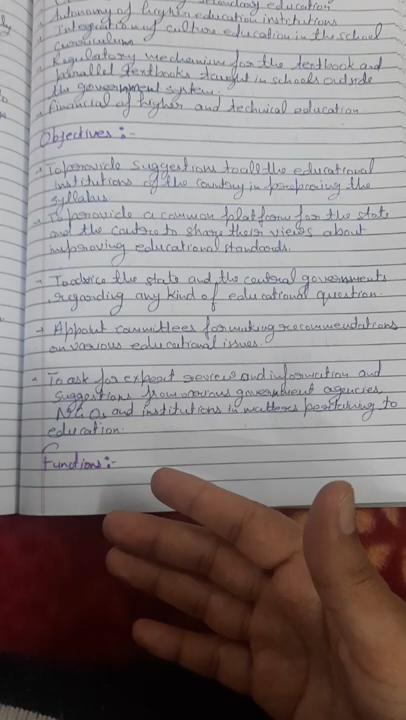 secondary education
Autonomy of higher education institutions
Integration of culture education in the school
curriculum
Regulatory mechanism for the textbook and
parallel textbooks taught in schools outside
the government system.
Financial of higher and technical education
Objectives :-
To provide suggestions to all the educational
institutions of the country in preparing the
syllabus
To provide a common platform for the state
and the centre to share their views about
improving educational standards.
To advice the state and the central governments
regarding any kind of educational question.
Appoint committees for making recommendations
on various educational issues.
To ask for expert review and information and
suggestions from various government agencies
N.G.Os and institutions in matters pertaining to
education.
Functions :-